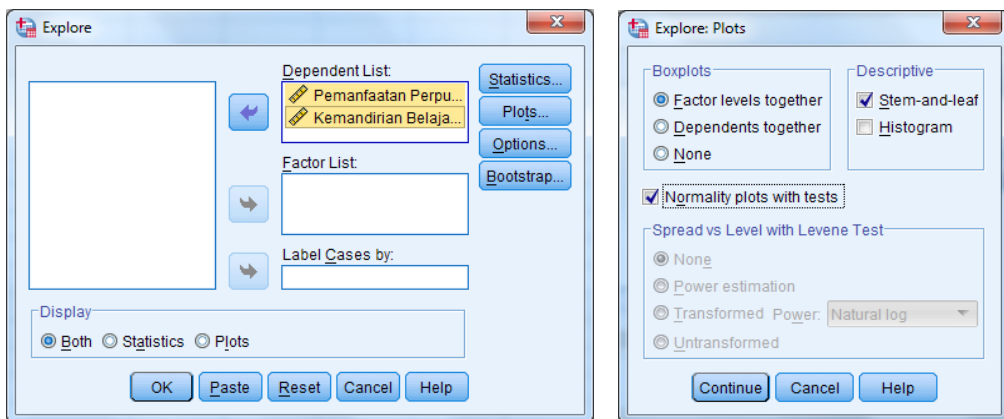 Explore
Dependent List:
Pemanfaatan Perpu...
Kemandirian Belaja...
Statistics...
Plots...
Options...
Bootstrap...
Factor List:
Label Cases by:
Display
Both Statistics Plots
OK Paste Reset Cancel Help
Explore: Plots
Boxplots
Factor levels together
Dependents together
None
Descriptive
Stem-and-leaf
Histogram
Normality plots with tests
Spread vs Level with Levene Test
None
Power estimation
Transformed Power: Natural log
Untransformed
Continue Cancel Help